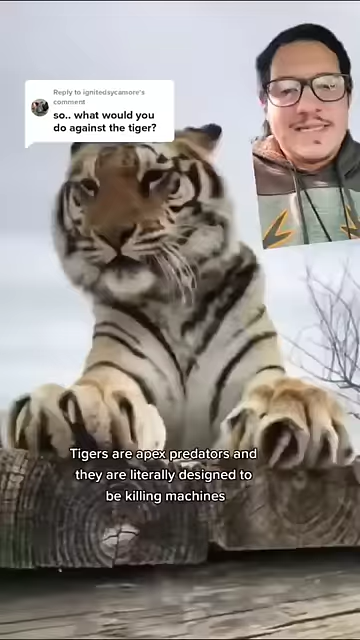 Reply to ignitedsycamore's
comment
so.. what would you
do against the tiger?
Tigers are apex predators and
they are literally designed to
be killing machines